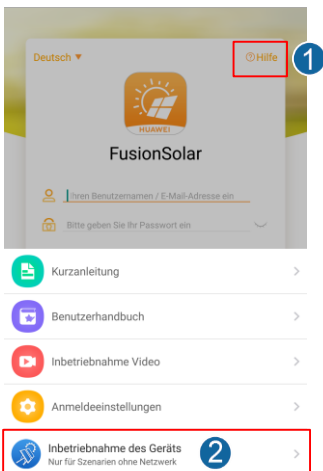 Deutsch ▼
Hilfe
1
HUAWEI
FusionSolar
Ihren Benutzernamen / E-Mail-Adresse ein
Bitte geben Sie Ihr Passwort ein
Kurzanleitung
Benutzerhandbuch
Inbetriebnahme Video
Anmeldeeinstellungen
Inbetriebnahme des Geräts
Nur für Szenarien ohne Netzwerk
2